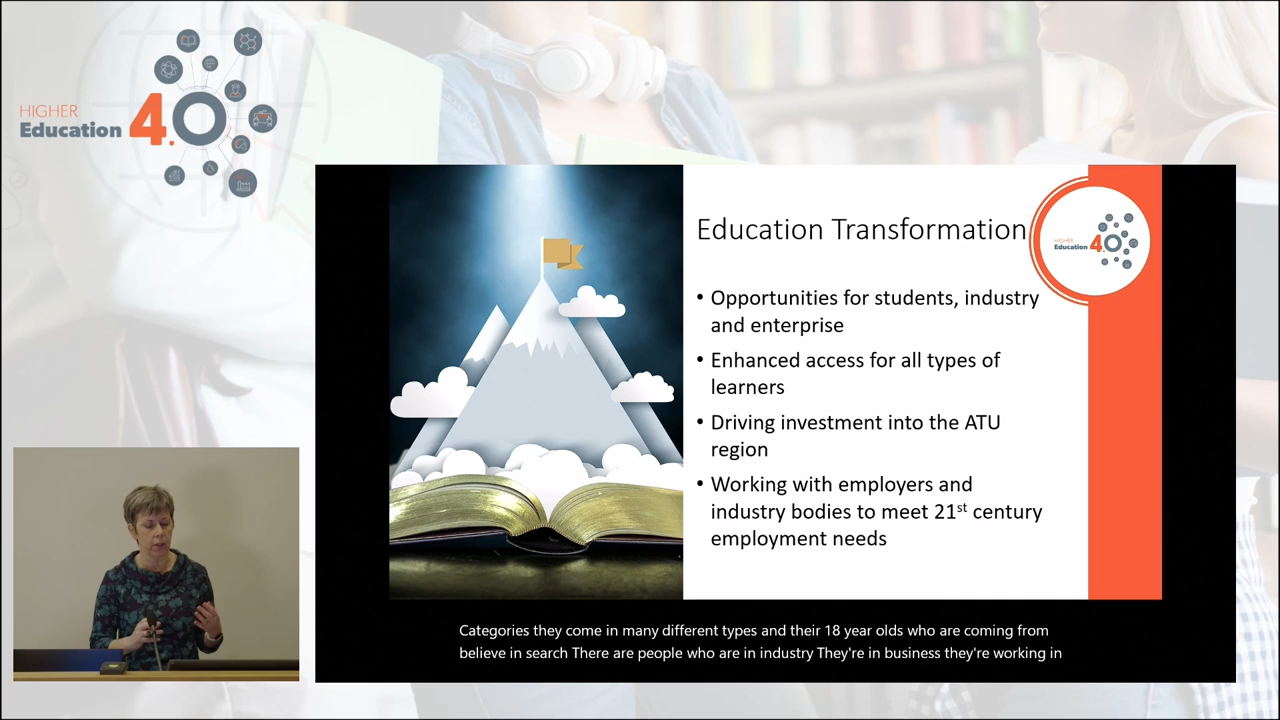 HIGHER
Education 4.0
Education Transformation
HIGHER
Education 4.0
• Opportunities for students, industry
and enterprise
• Enhanced access for all types of
learners
• Driving investment into the ATU
region
• Working with employers and
industry bodies to meet 21st century
employment needs
Categories they come in many different types and their 18 year olds who are coming from
believe in search There are people who are in industry They're in business they're working in